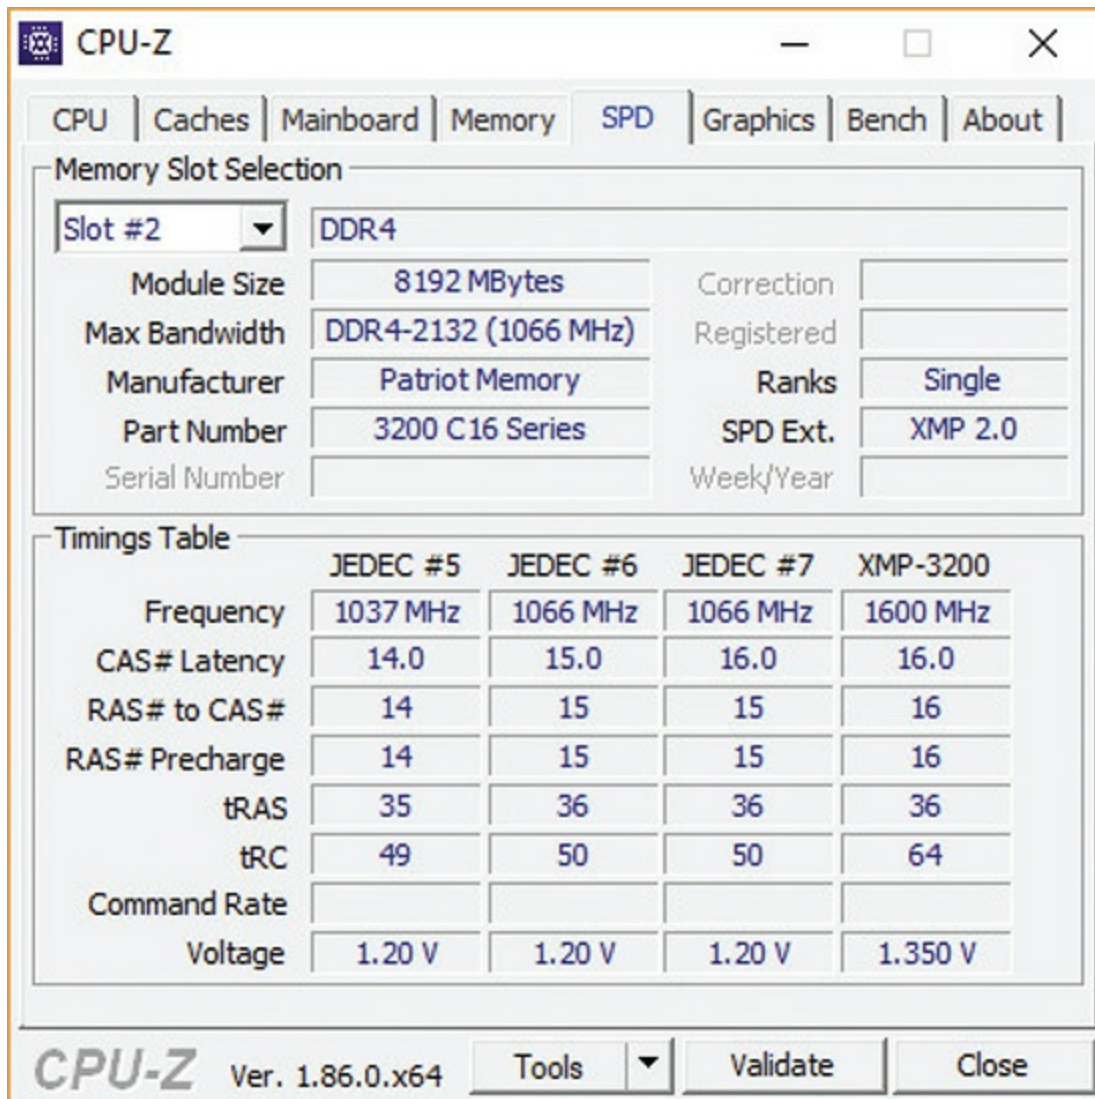 CPU-Z
CPU Caches Mainboard Memory SPD Graphics Bench About
Memory Slot Selection
Slot #2 DDR4
Module Size 8192 MBytes Correction
Max Bandwidth DDR4-2132 (1066 MHz) Registered
Manufacturer Patriot Memory Ranks Single
Part Number 3200 C16 Series SPD Ext. XMP 2.0
Serial Number Week/Year
Timings Table
JEDEC #5 JEDEC #6 JEDEC #7 XMP-3200
Frequency 1037 MHz 1066 MHz 1066 MHz 1600 MHz
CAS# Latency 14.0 15.0 16.0 16.0
RAS# to CAS# 14 15 15 16
RAS# Precharge 14 15 15 16
tRAS 35 36 36 36
tRC 49 50 50 64
Command Rate
Voltage 1.20 V 1.20 V 1.20 V 1.350 V
CPU-Z Ver. 1.86.0.x64 Tools Validate Close